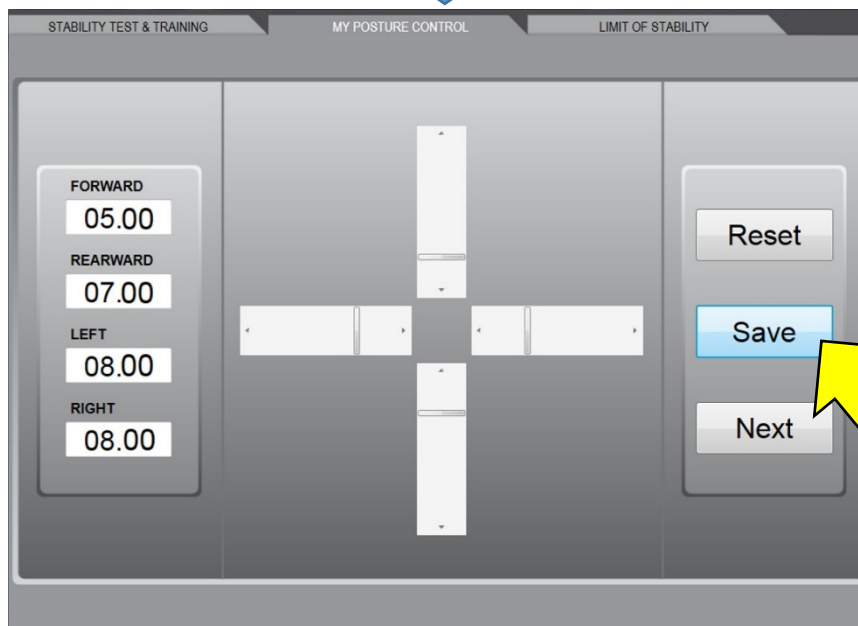 STABILITY TEST & TRAINING
MY POSTURE CONTROL
LIMIT OF STABILITY
FORWARD
05.00
REARWARD
07.00
LEFT
08.00
RIGHT
08.00
Reset
Save
Next